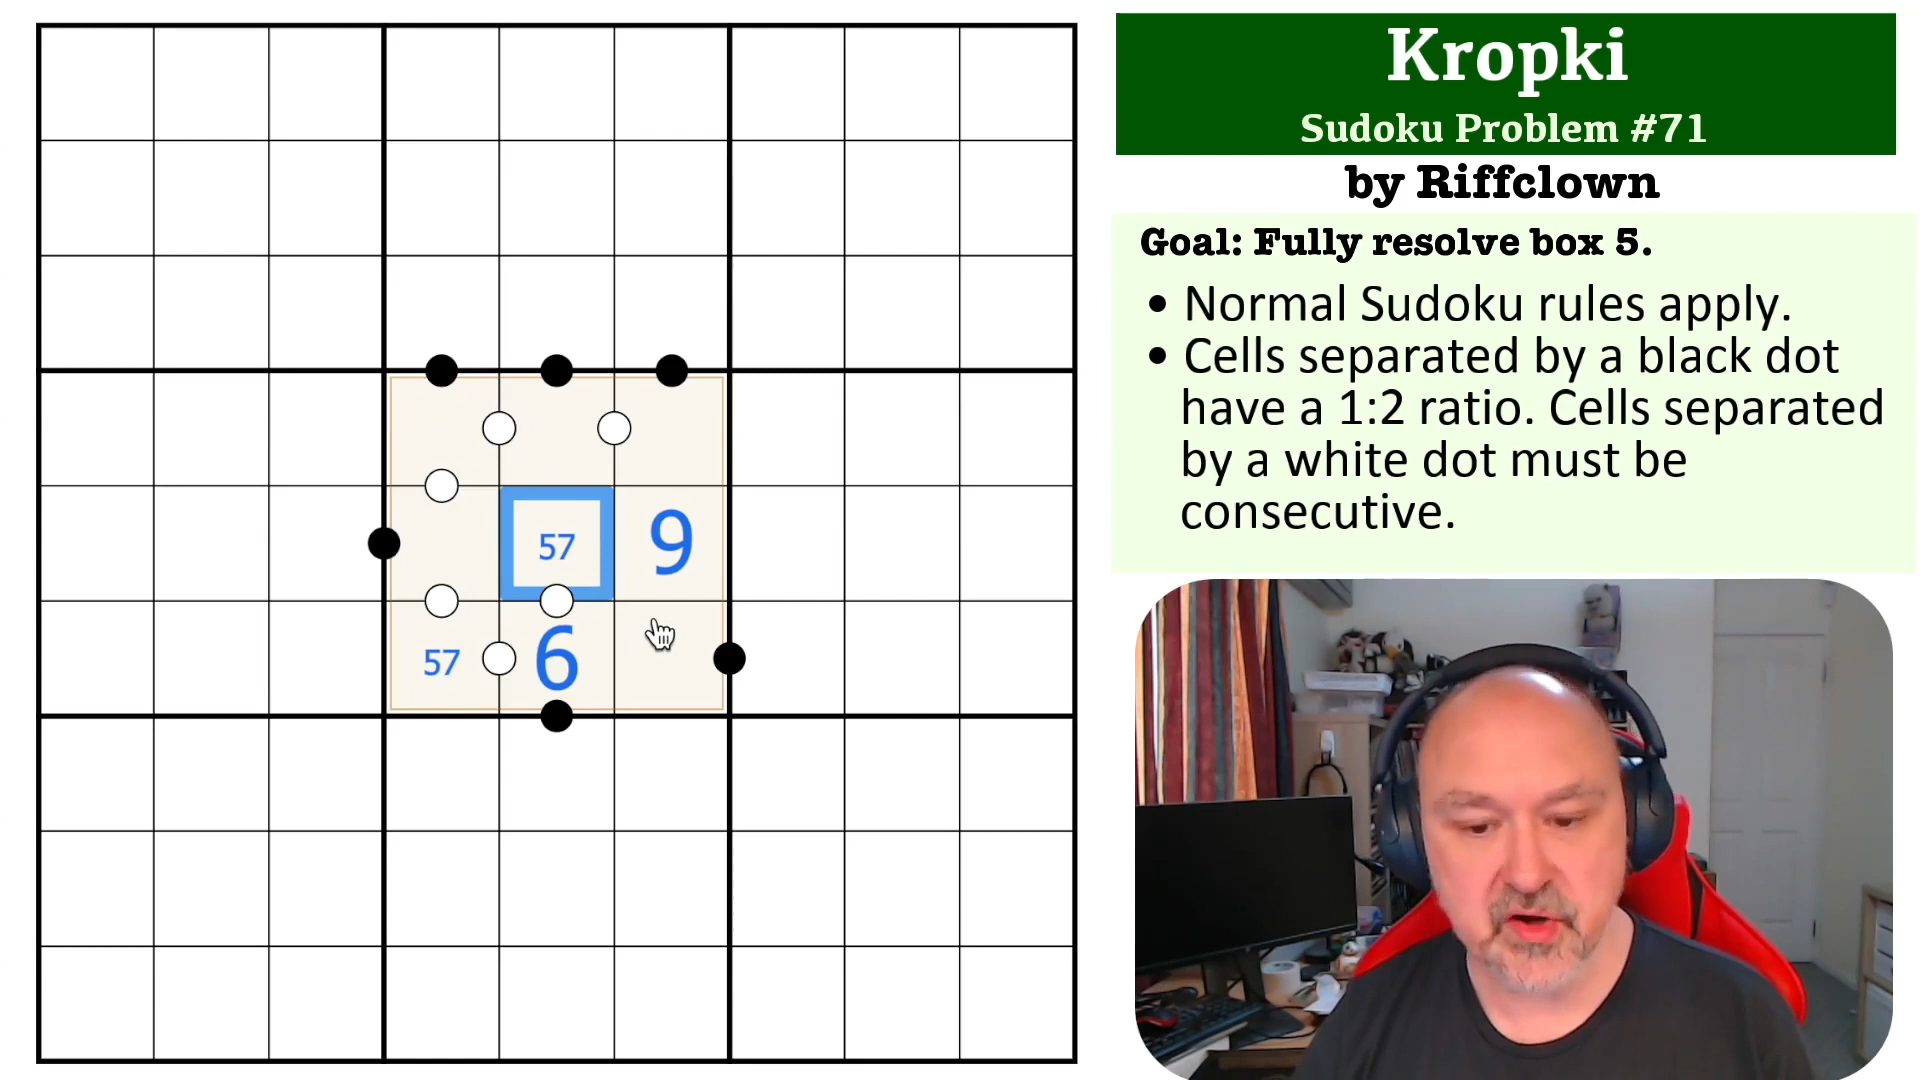 Kropki
Sudoku Problem #71
by Riffclown
Goal: Fully resolve box 5.
• Normal Sudoku rules apply.
• Cells separated by a black dot
have a 1:2 ratio. Cells separated
by a white dot must be
consecutive.
57 9
57 6